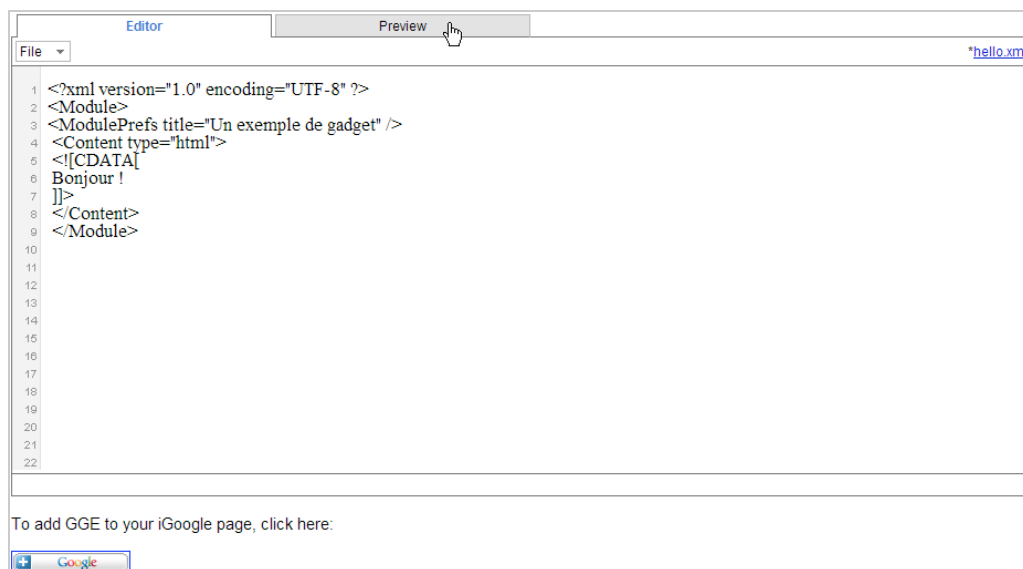 Editor Preview
File *hello.xm
1 <?xml version="1.0" encoding="UTF-8" ?>
2 <Module>
3 <ModulePrefs title="Un exemple de gadget" />
4 <Content type="html">
5 <![CDATA[
6 Bonjour !
7 ]]>
8 </Content>
9 </Module>
10
11
12
13
14
15
16
17
18
19
20
21
22
To add GGE to your iGoogle page, click here:
Google